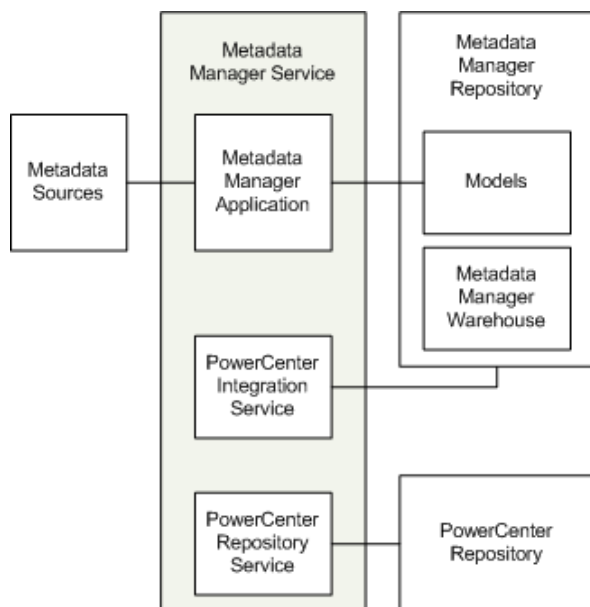 Metadata
Manager Service
Metadata
Manager
Repository
Metadata
Sources
Metadata
Manager
Application
Models
Metadata
Manager
Warehouse
PowerCenter
Integration
Service
PowerCenter
Repository
Service
PowerCenter
Repository